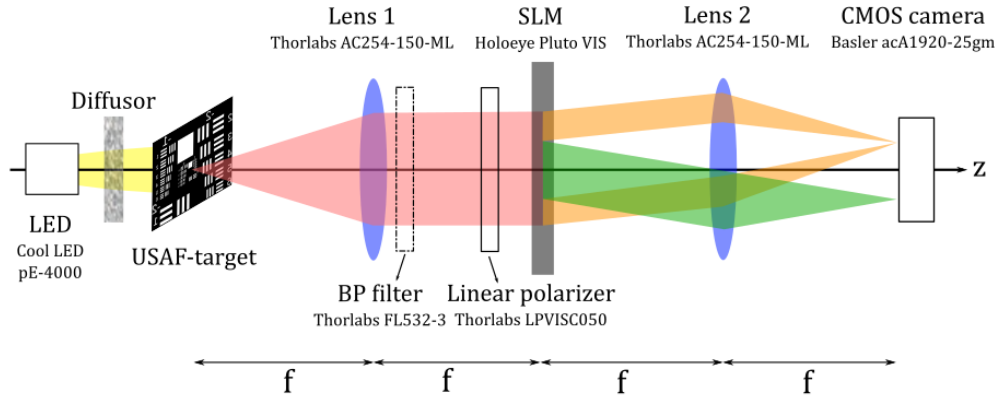 Lens 1
Thorlabs AC254-150-ML
SLM
Holoeye Pluto VIS
Lens 2
Thorlabs AC254-150-ML
CMOS camera
Basler acA1920-25gm
Diffusor
z
LED
Cool LED
pE-4000
USAF-target
BP filter
Thorlabs FL532-3
Linear polarizer
Thorlabs LPVISC050
f
f
f
f